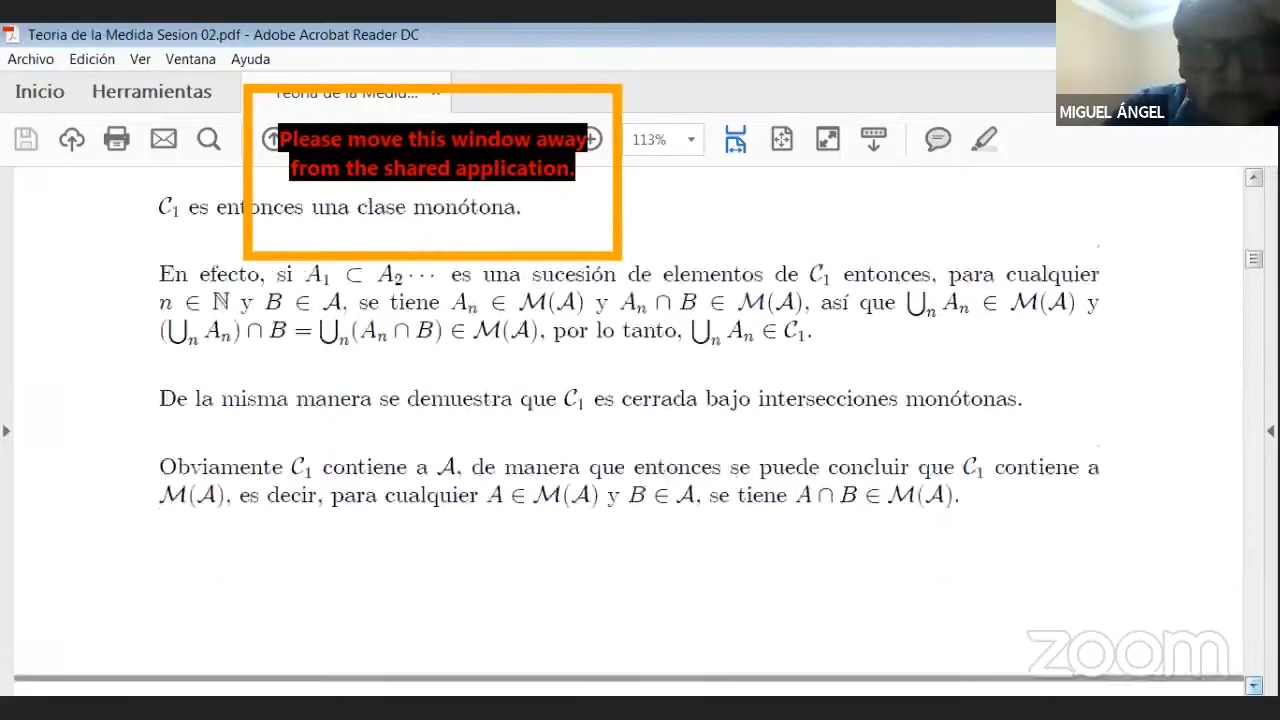 Teoria de la Medida Sesion 02.pdf - Adobe Acrobat Reader DC
Archivo Edición Ver Ventana Ayuda
Inicio Herramientas Teoria de la Medid... ×
Please move this window away
from the shared application.
113%
MIGUEL ÁNGEL
𝒞₁ es entonces una clase monótona.
En efecto, si A₁ ⊂ A₂ ⋯ es una sucesión de elementos de 𝒞₁ entonces, para cualquier
n ∈ ℕ y B ∈ 𝒜, se tiene Aₙ ∈ ℳ(𝒜) y Aₙ ∩ B ∈ ℳ(𝒜), así que ⋃ₙ Aₙ ∈ ℳ(𝒜) y
(⋃ₙ Aₙ) ∩ B = ⋃ₙ(Aₙ ∩ B) ∈ ℳ(𝒜), por lo tanto, ⋃ₙ Aₙ ∈ 𝒞₁.
De la misma manera se demuestra que 𝒞₁ es cerrada bajo intersecciones monótonas.
Obviamente 𝒞₁ contiene a 𝒜, de manera que entonces se puede concluir que 𝒞₁ contiene a
ℳ(𝒜), es decir, para cualquier A ∈ ℳ(𝒜) y B ∈ 𝒜, se tiene A ∩ B ∈ ℳ(𝒜).
zoom